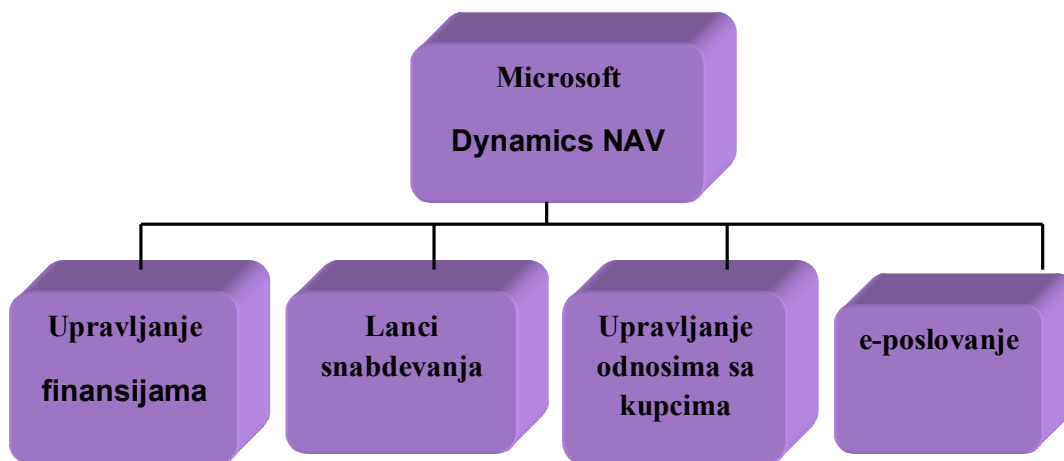 Microsoft
Dynamics NAV
Upravljanje
finansijama
Lanci
snabdevanja
Upravljanje
odnosima sa
kupcima
e-poslovanje